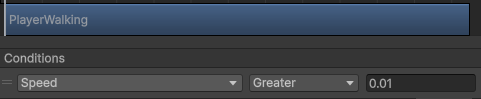 PlayerWalking
Conditions
Speed Greater 0.01